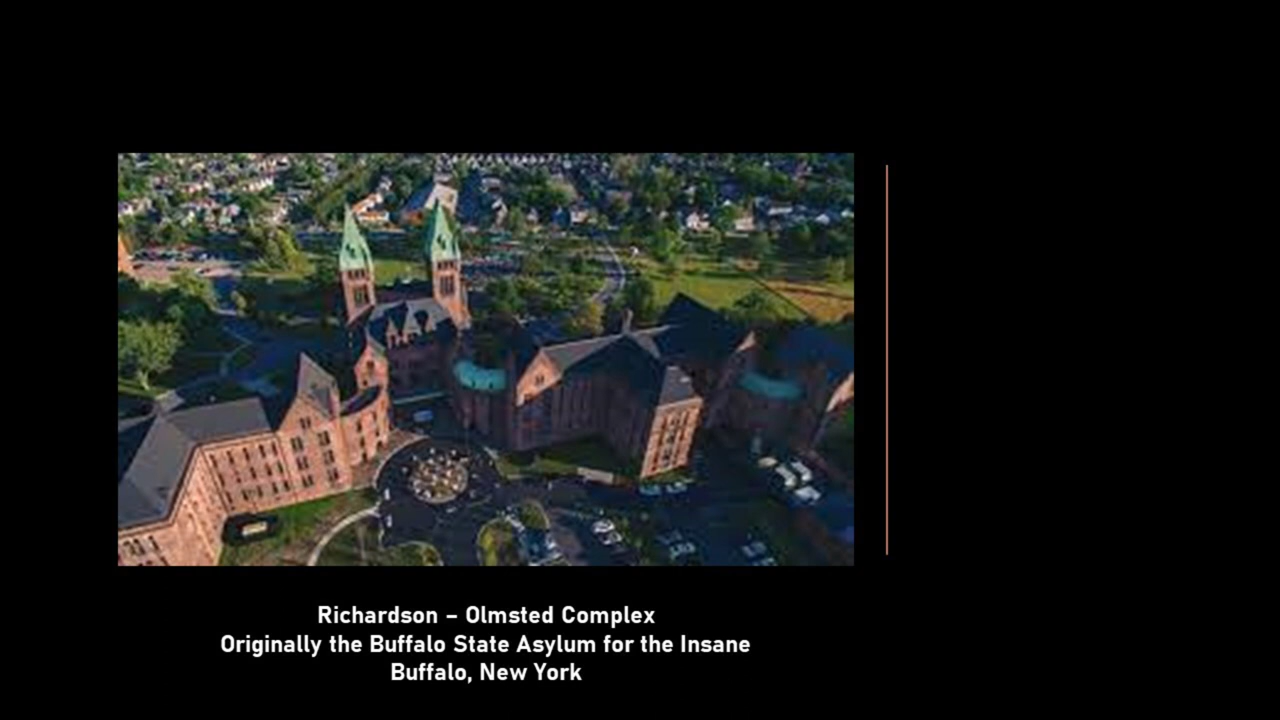 Richardson – Olmsted Complex
Originally the Buffalo State Asylum for the Insane
Buffalo, New York